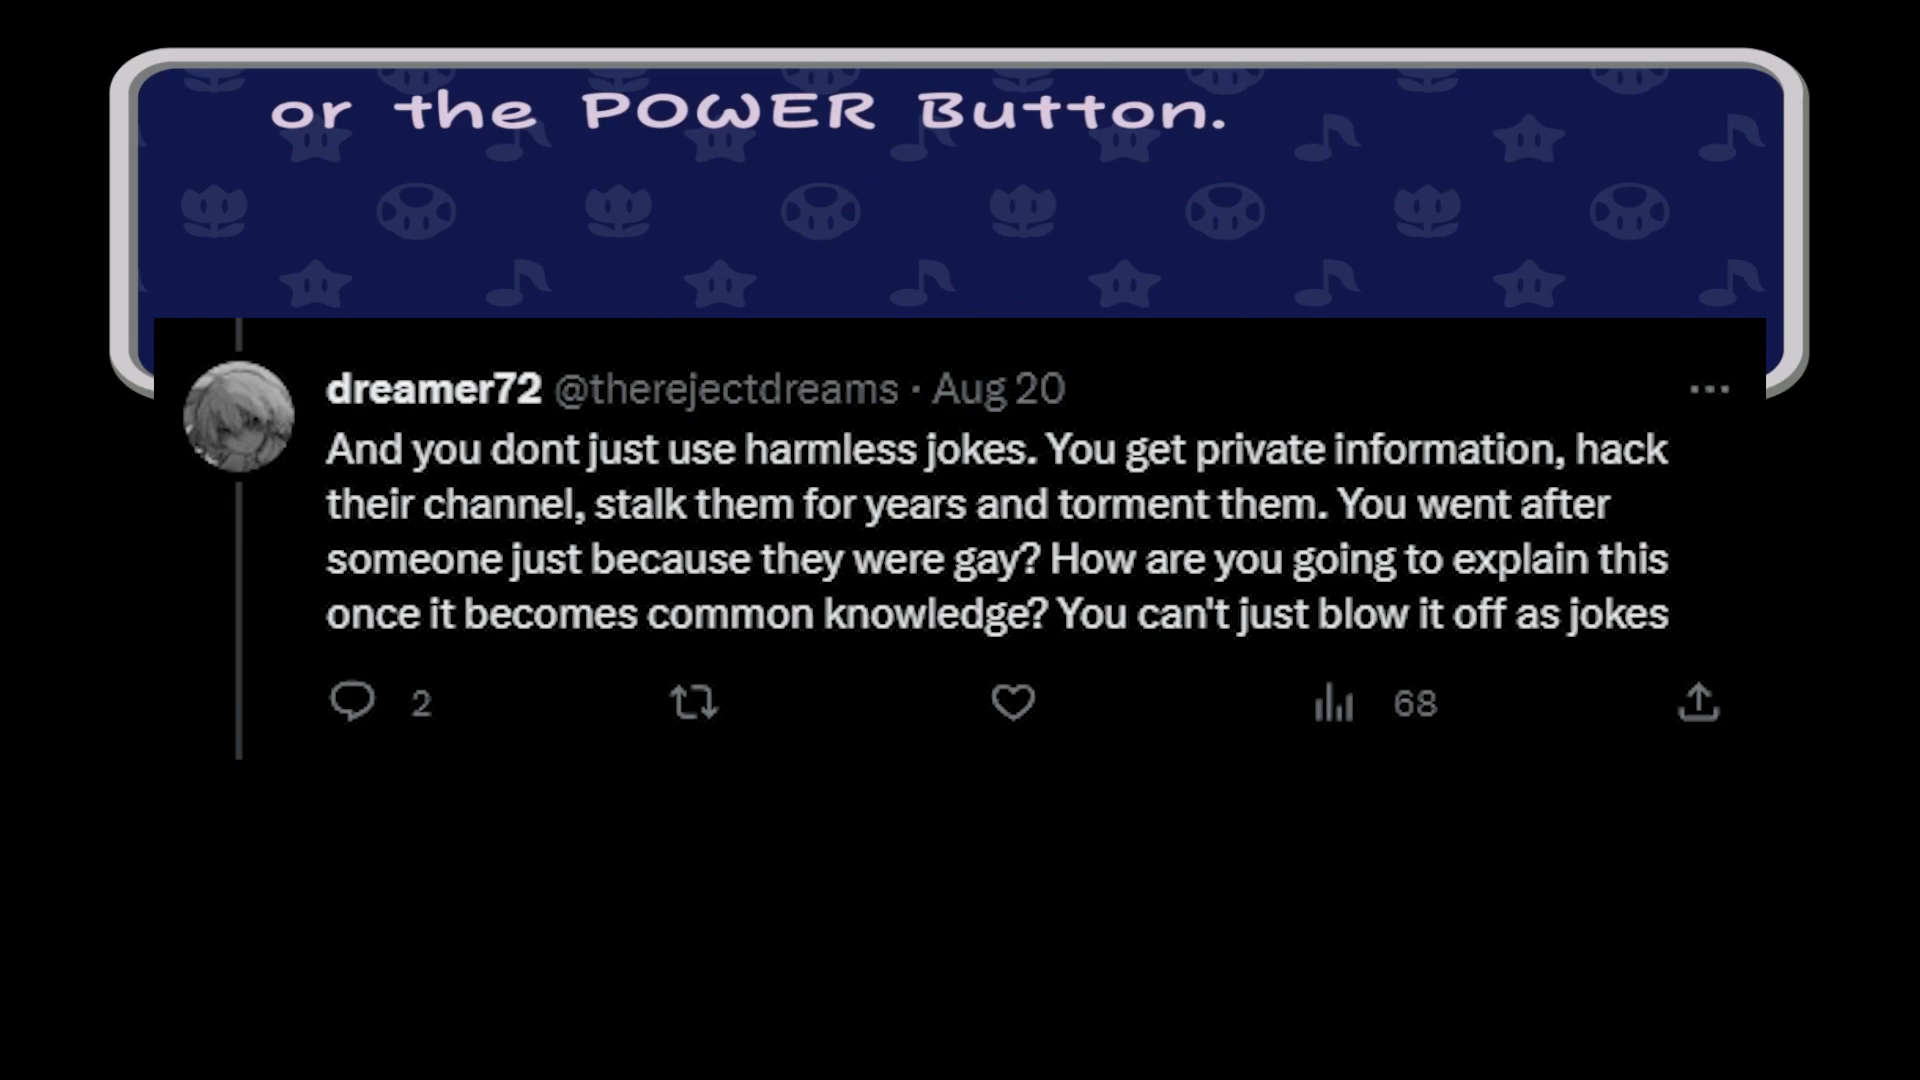 or the POWER Button.
dreamer72 @therejectdreams · Aug 20
And you dont just use harmless jokes. You get private information, hack
their channel, stalk them for years and torment them. You went after
someone just because they were gay? How are you going to explain this
once it becomes common knowledge? You can't just blow it off as jokes
2 68